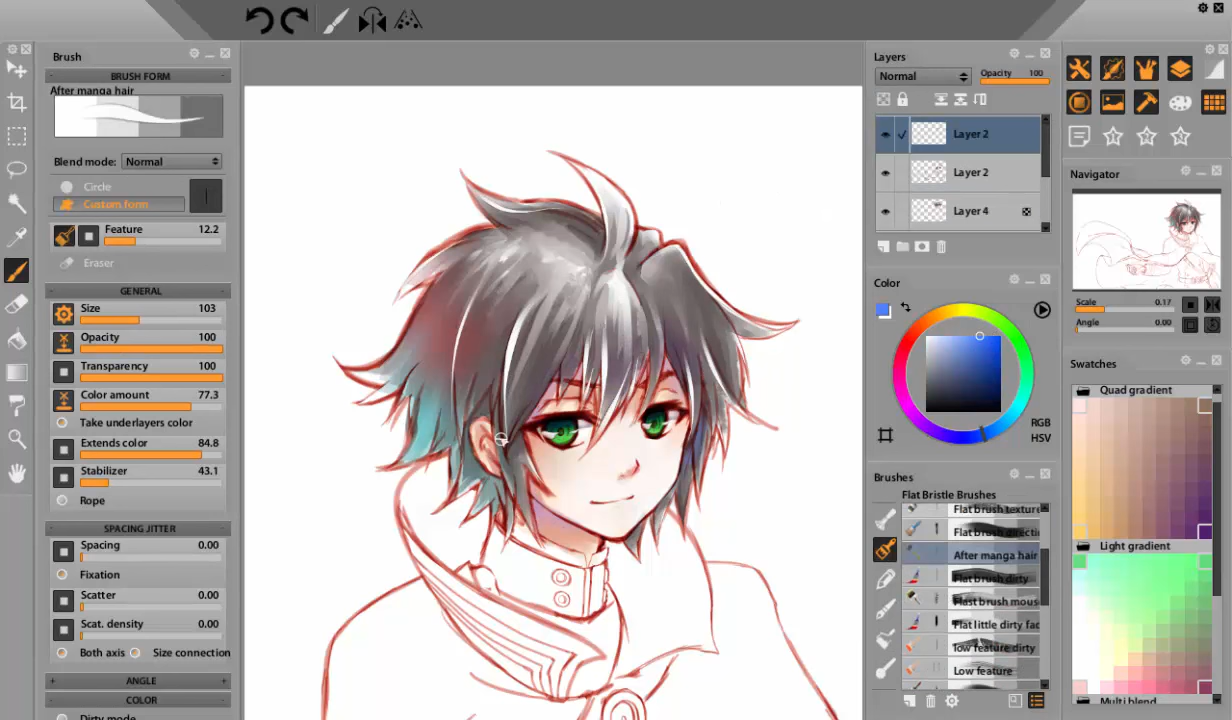 Brush
BRUSH FORM
After manga hair
Blend mode: Normal
Circle
Custom form
Feature 12.2
Eraser
GENERAL
Size 103
Opacity 100
Transparency 100
Color amount 77.3
Take underlayers color
Extends color 84.8
Stabilizer 43.1
Rope
SPACING JITTER
Spacing 0.00
Fixation
Scatter 0.00
Scat. density 0.00
Both axis Size connection
+ ANGLE +
COLOR
Dirty mode
Layers
Normal Opacity 100
Layer 2
Layer 2
Layer 4
Color
RGB
HSV
Brushes
Flat Bristle Brushes
Flat brush texture
Flat brush directi
After manga hair
Flat brush dirty
Flast brush mous
Flat little dirty fac
low feature dirty
Low feature
Navigator
Scale 0.17
Angle 0.00
Swatches
Quad gradient
Light gradient
Multi blend